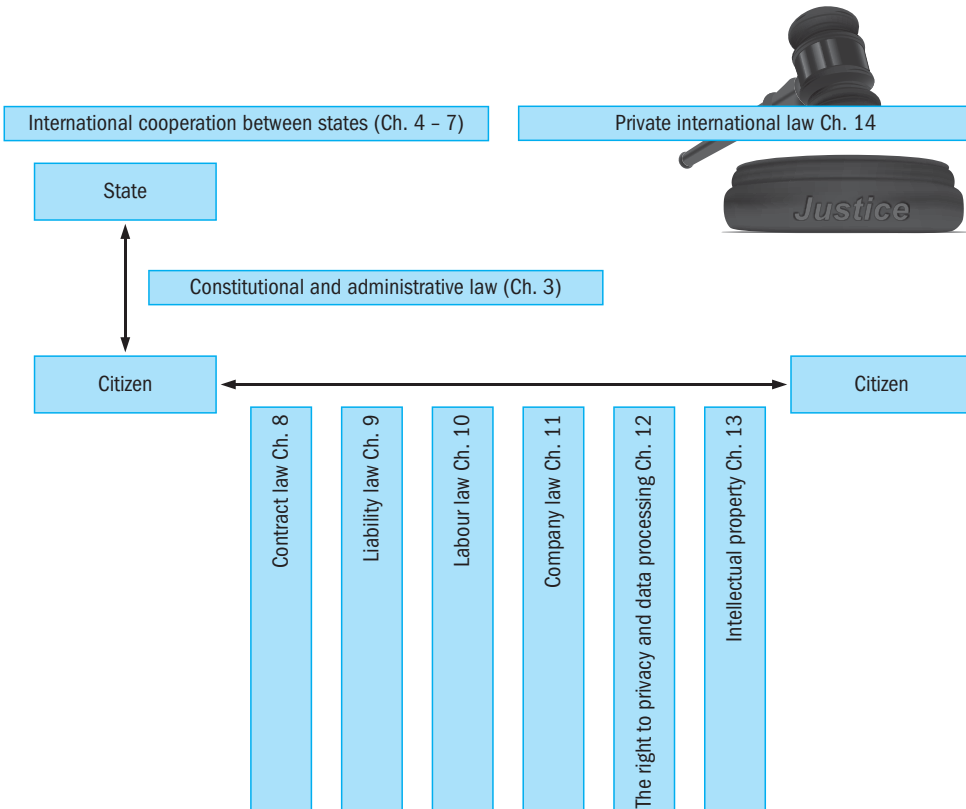 International cooperation between states (Ch. 4 – 7)
Private international law Ch. 14
State
Justice
Constitutional and administrative law (Ch. 3)
Citizen
Citizen
Contract law Ch. 8
Liability law Ch. 9
Labour law Ch. 10
Company law Ch. 11
The right to privacy and data processing Ch. 12
Intellectual property Ch. 13